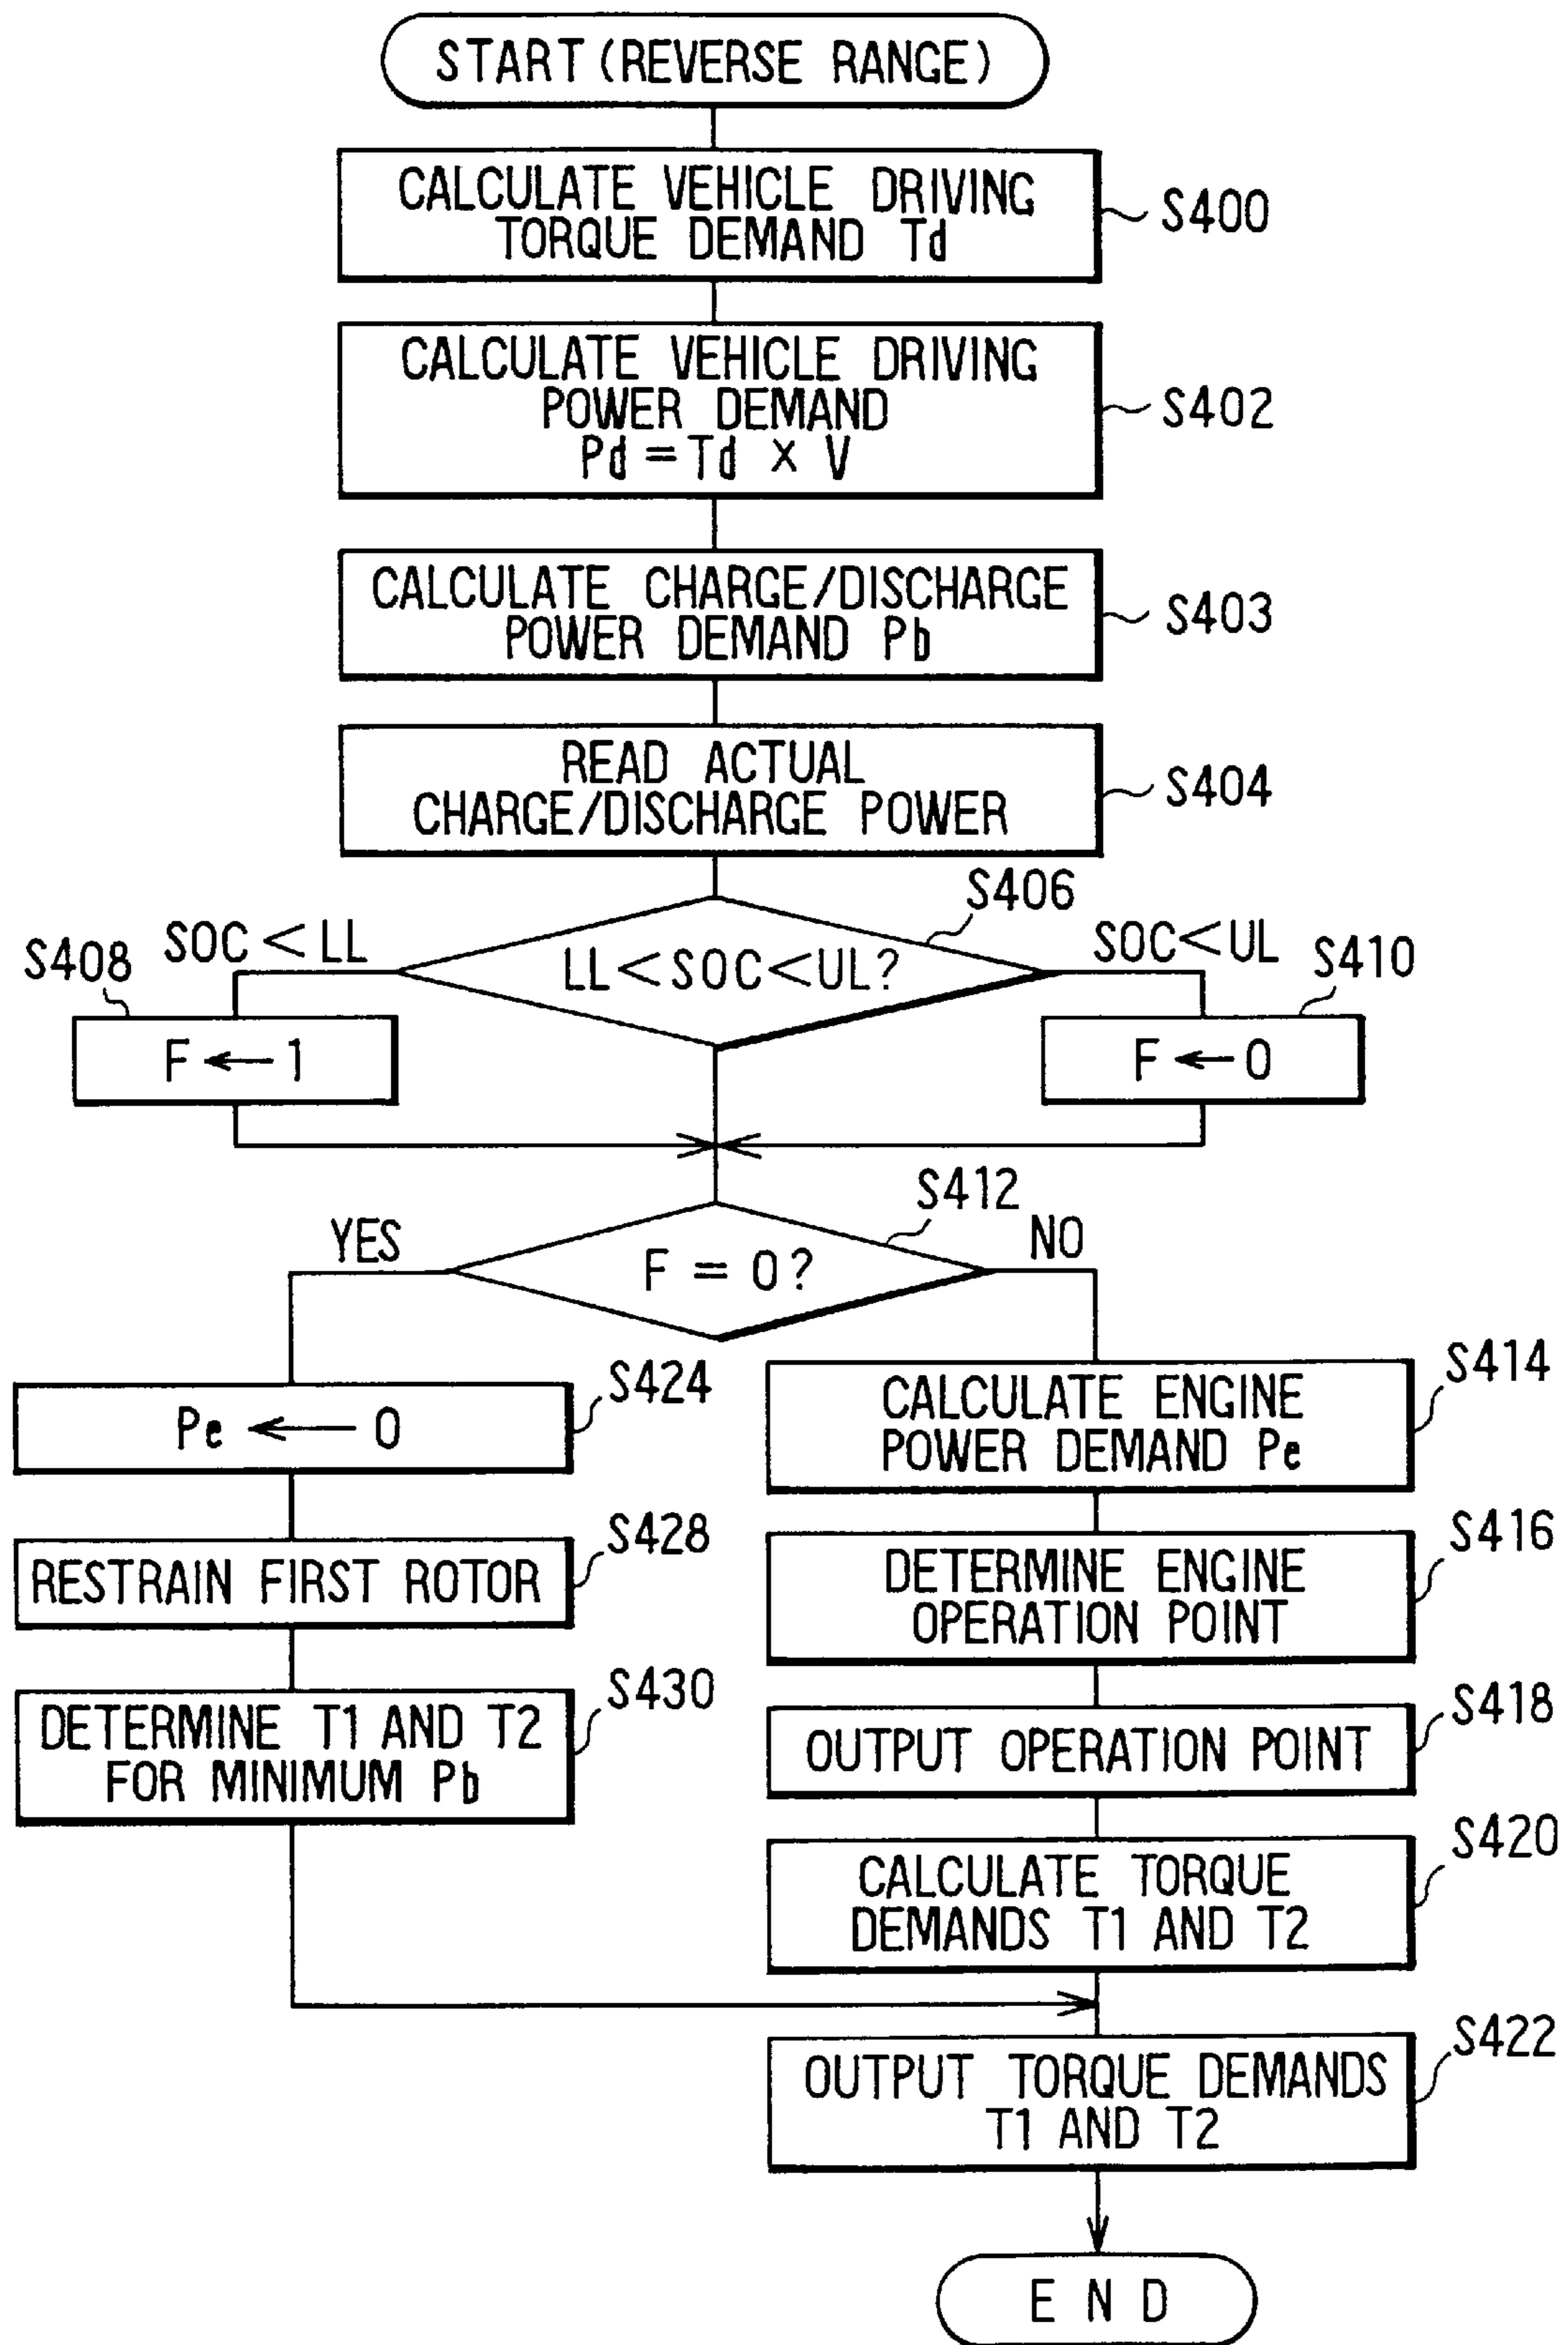 START (REVERSE RANGE)
CALCULATE VEHICLE DRIVING
TORQUE DEMAND Td
S400
CALCULATE VEHICLE DRIVING
POWER DEMAND
Pd = Td × V
S402
CALCULATE CHARGE/DISCHARGE
POWER DEMAND Pb
S403
READ ACTUAL
CHARGE/DISCHARGE POWER
S404
S406
SOC < LL
LL < SOC < UL?
SOC < UL
S408
F ← 1
S410
F ← 0
S412
YES
F = 0?
NO
S424
Pe ← 0
S414
CALCULATE ENGINE
POWER DEMAND Pe
S428
RESTRAIN FIRST ROTOR
S416
DETERMINE ENGINE
OPERATION POINT
S430
DETERMINE T1 AND T2
FOR MINIMUM Pb
S418
OUTPUT OPERATION POINT
S420
CALCULATE TORQUE
DEMANDS T1 AND T2
S422
OUTPUT TORQUE DEMANDS
T1 AND T2
END